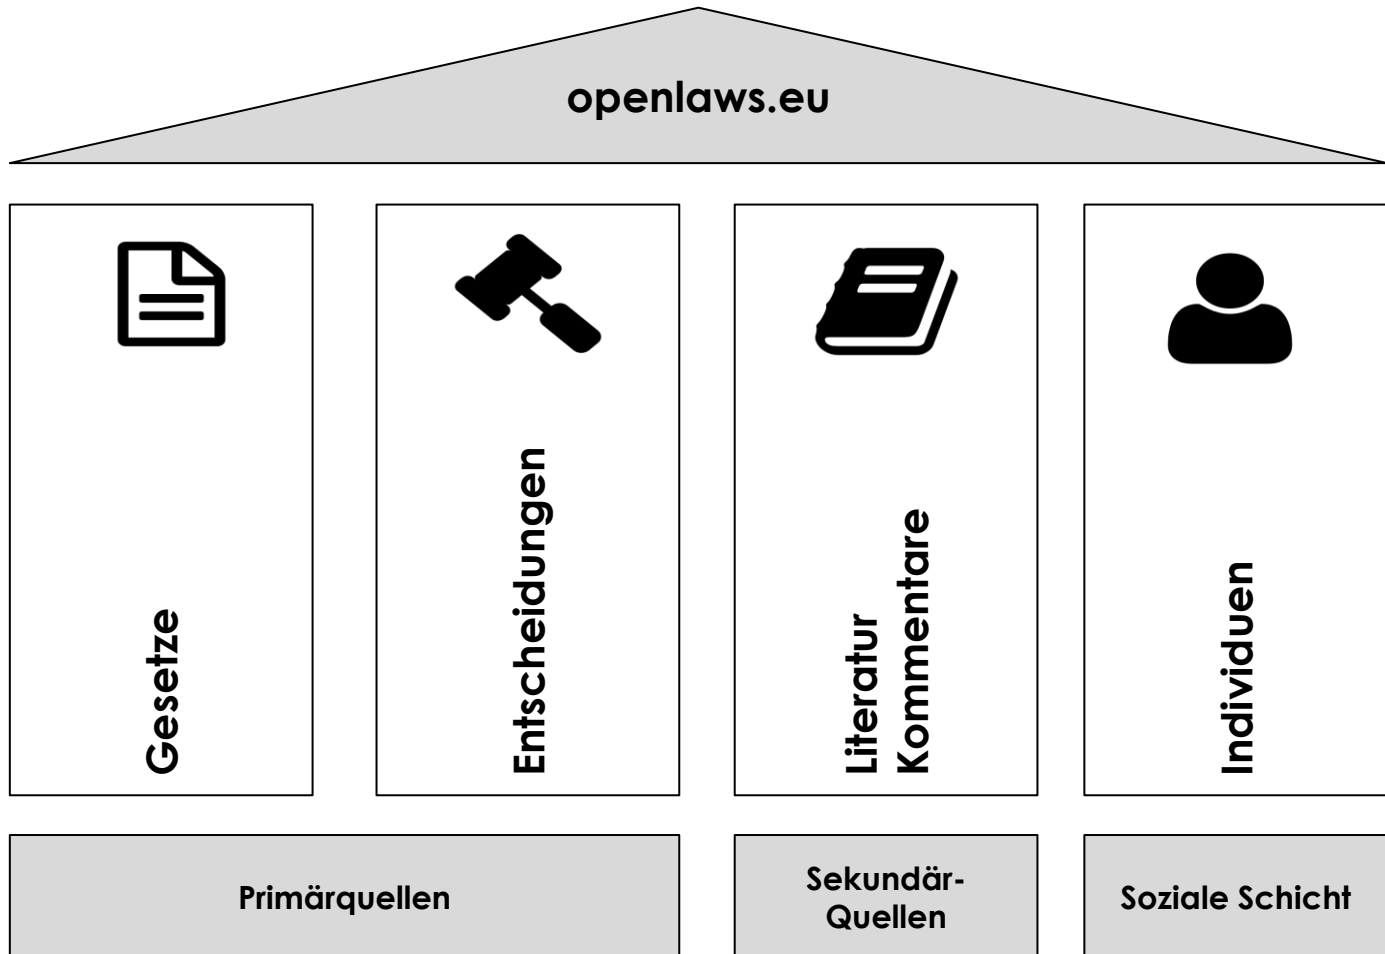 openlaws.eu
Gesetze
Entscheidungen
Literatur
Kommentare
Individuen
Primärquellen
Sekundär-
Quellen
Soziale Schicht